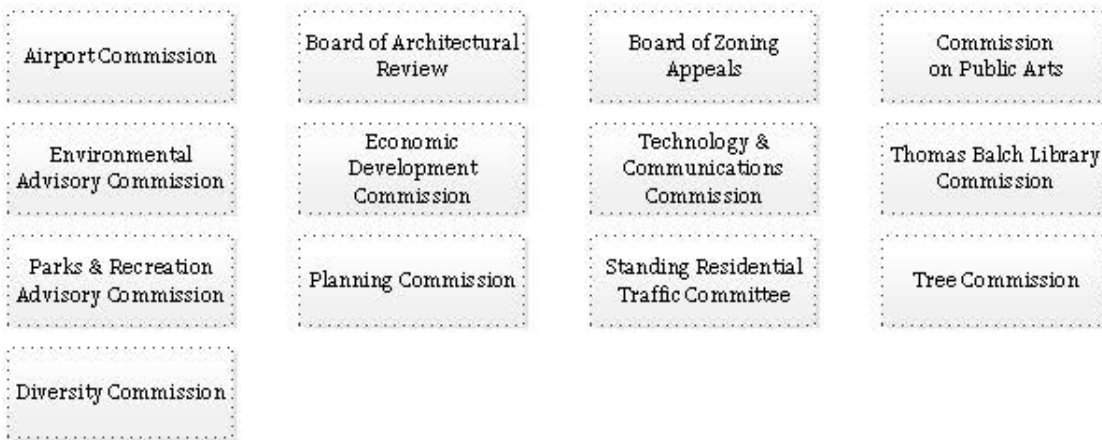 Airport Commission
Board of Architectural
Review
Board of Zoning
Appeals
Commission
on Public Arts
Environmental
Advisory Commission
Economic
Development
Commission
Technology &
Communications
Commission
Thomas Balch Library
Commission
Parks & Recreation
Advisory Commission
Planning Commission
Standing Residential
Traffic Committee
Tree Commission
Diversity Commission